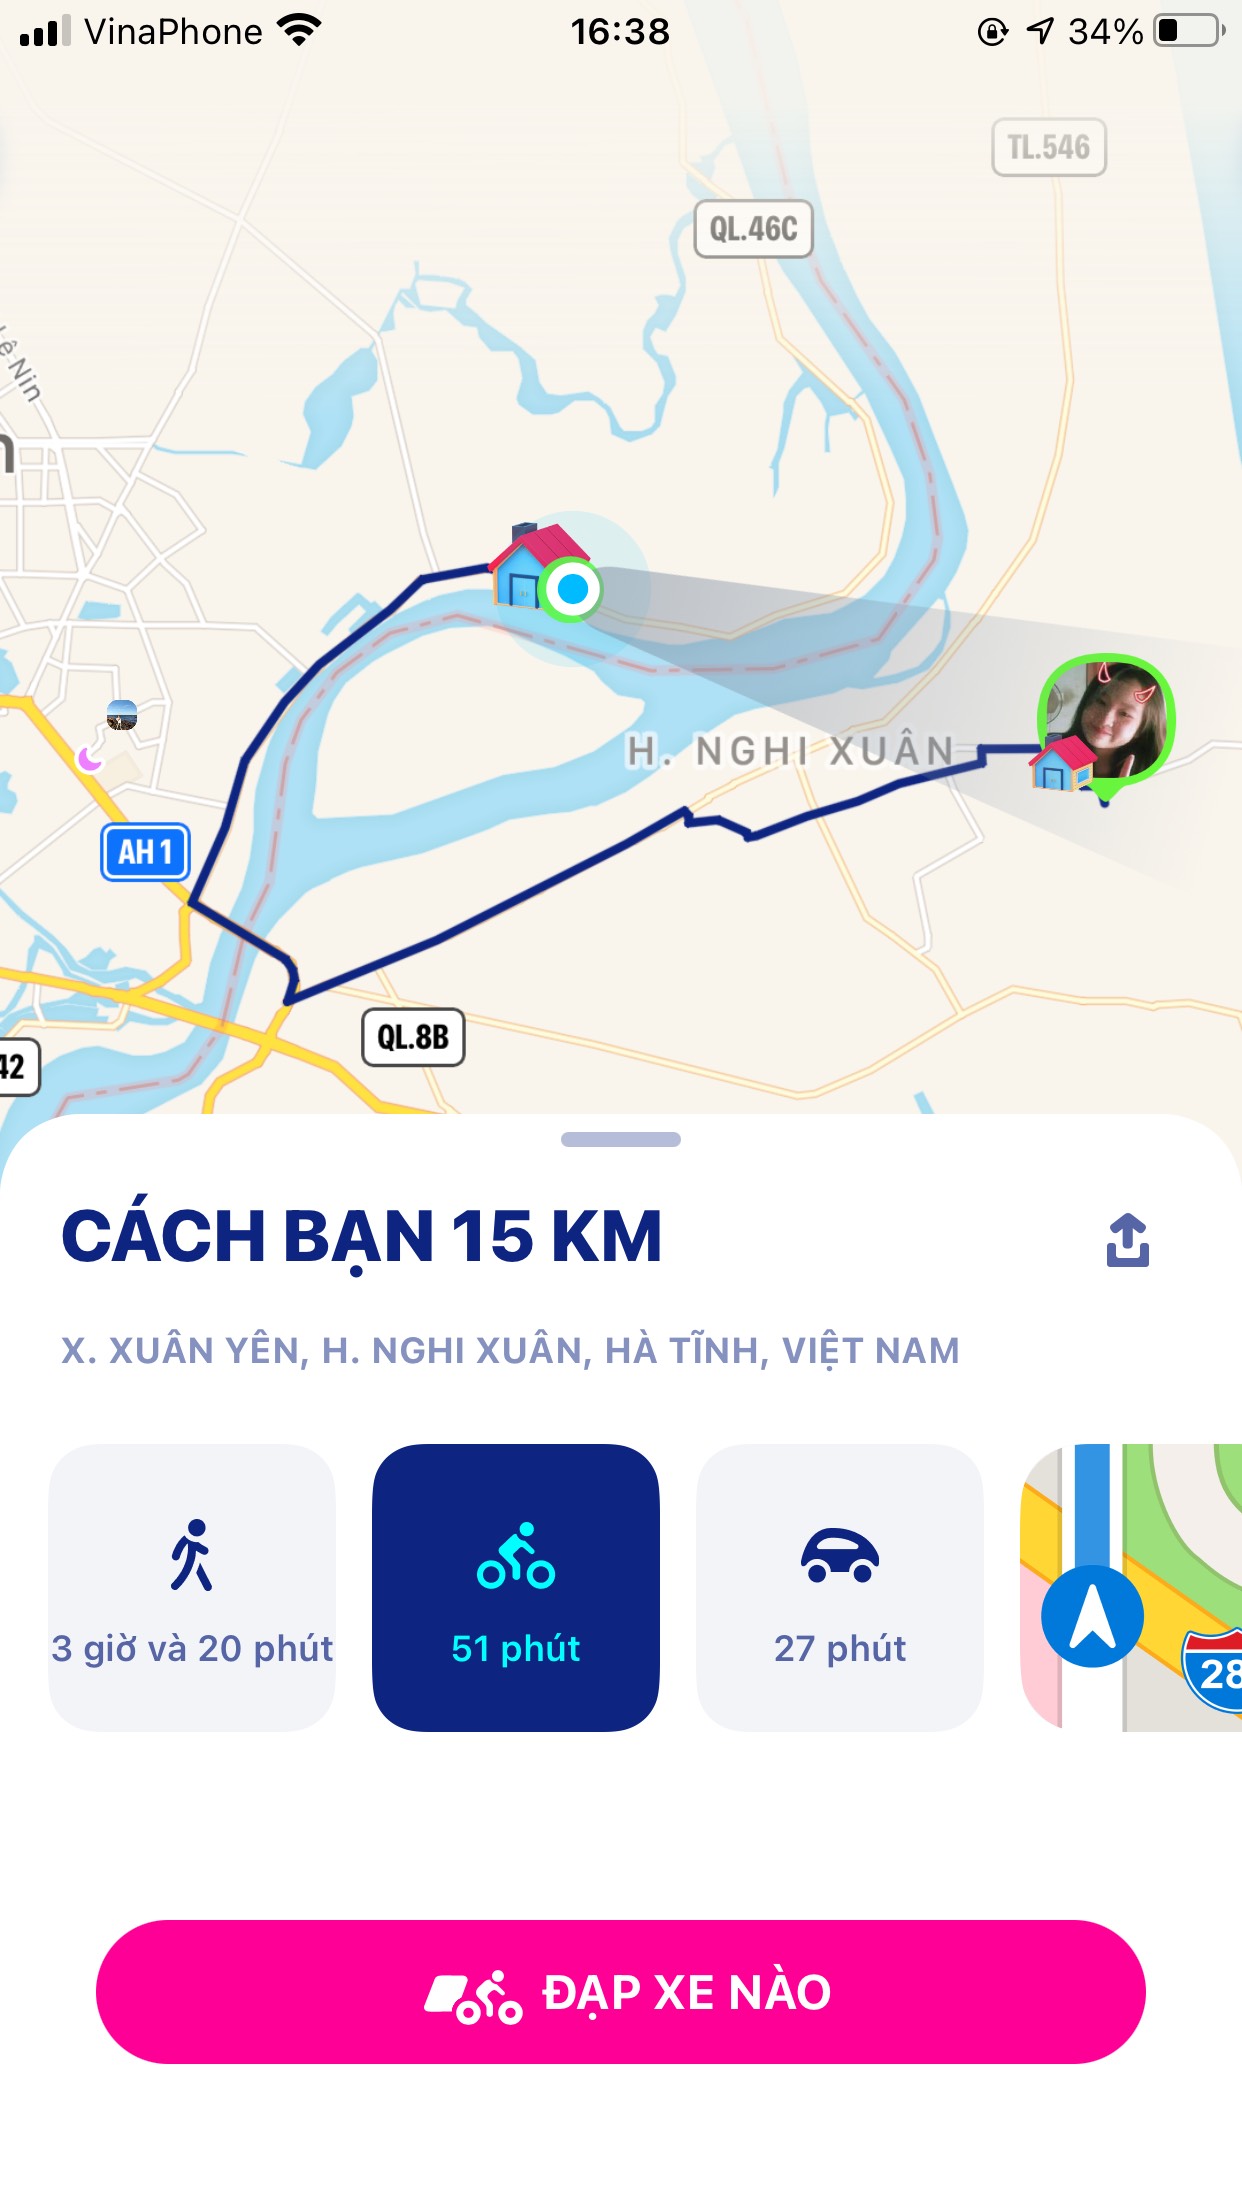 VinaPhone 16:38 34%
TL.546
QL.46C
H. NGHI XUÂN
QL.8B
AH1
Lê Nin
CÁCH BẠN 15 KM
X. XUÂN YÊN, H. NGHI XUÂN, HÀ TĨNH, VIỆT NAM
3 giờ và 20 phút
51 phút
27 phút
28
ĐẠP XE NÀO